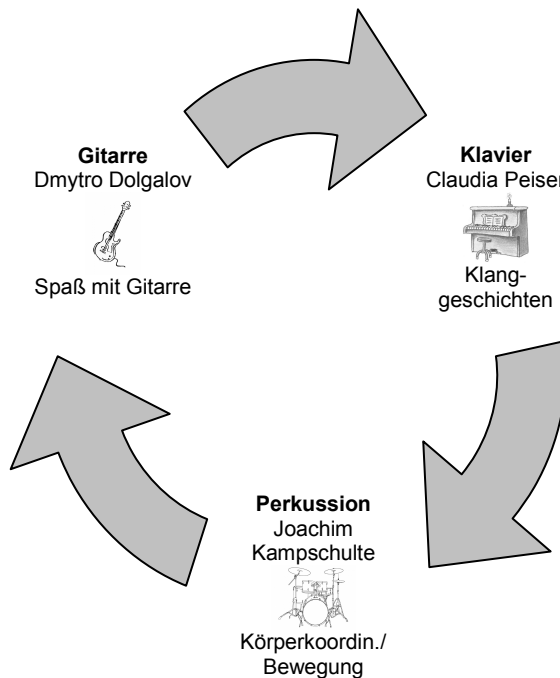 Gitarre
Dmytro Dolgalov
Spaß mit Gitarre
Klavier
Claudia Peiser
Klang-
geschichten
Perkussion
Joachim
Kampschulte
Körperkoordin./
Bewegung